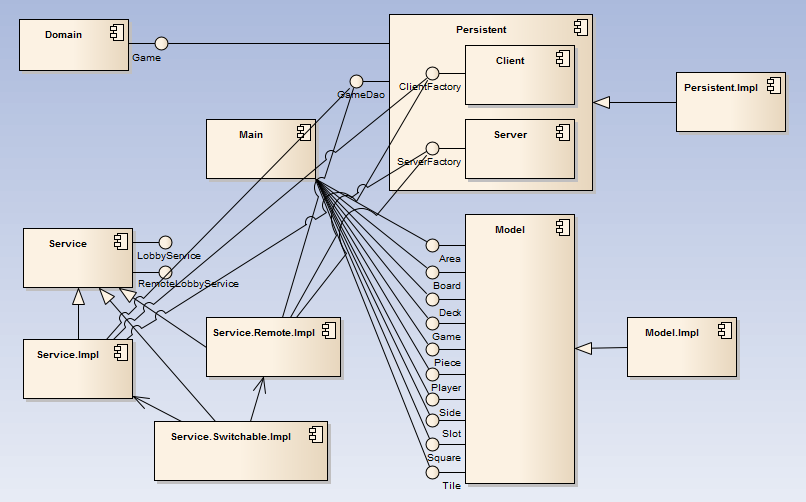 Domain
Game
Persistent
Client
ClientFactory
GameDao
Persistent.Impl
Main
Server
ServerFactory
Service
LobbyService
RemoteLobbyService
Model
Area
Board
Deck
Game
Piece
Player
Side
Slot
Square
Tile
Model.Impl
Service.Remote.Impl
Service.Impl
Service.Switchable.Impl